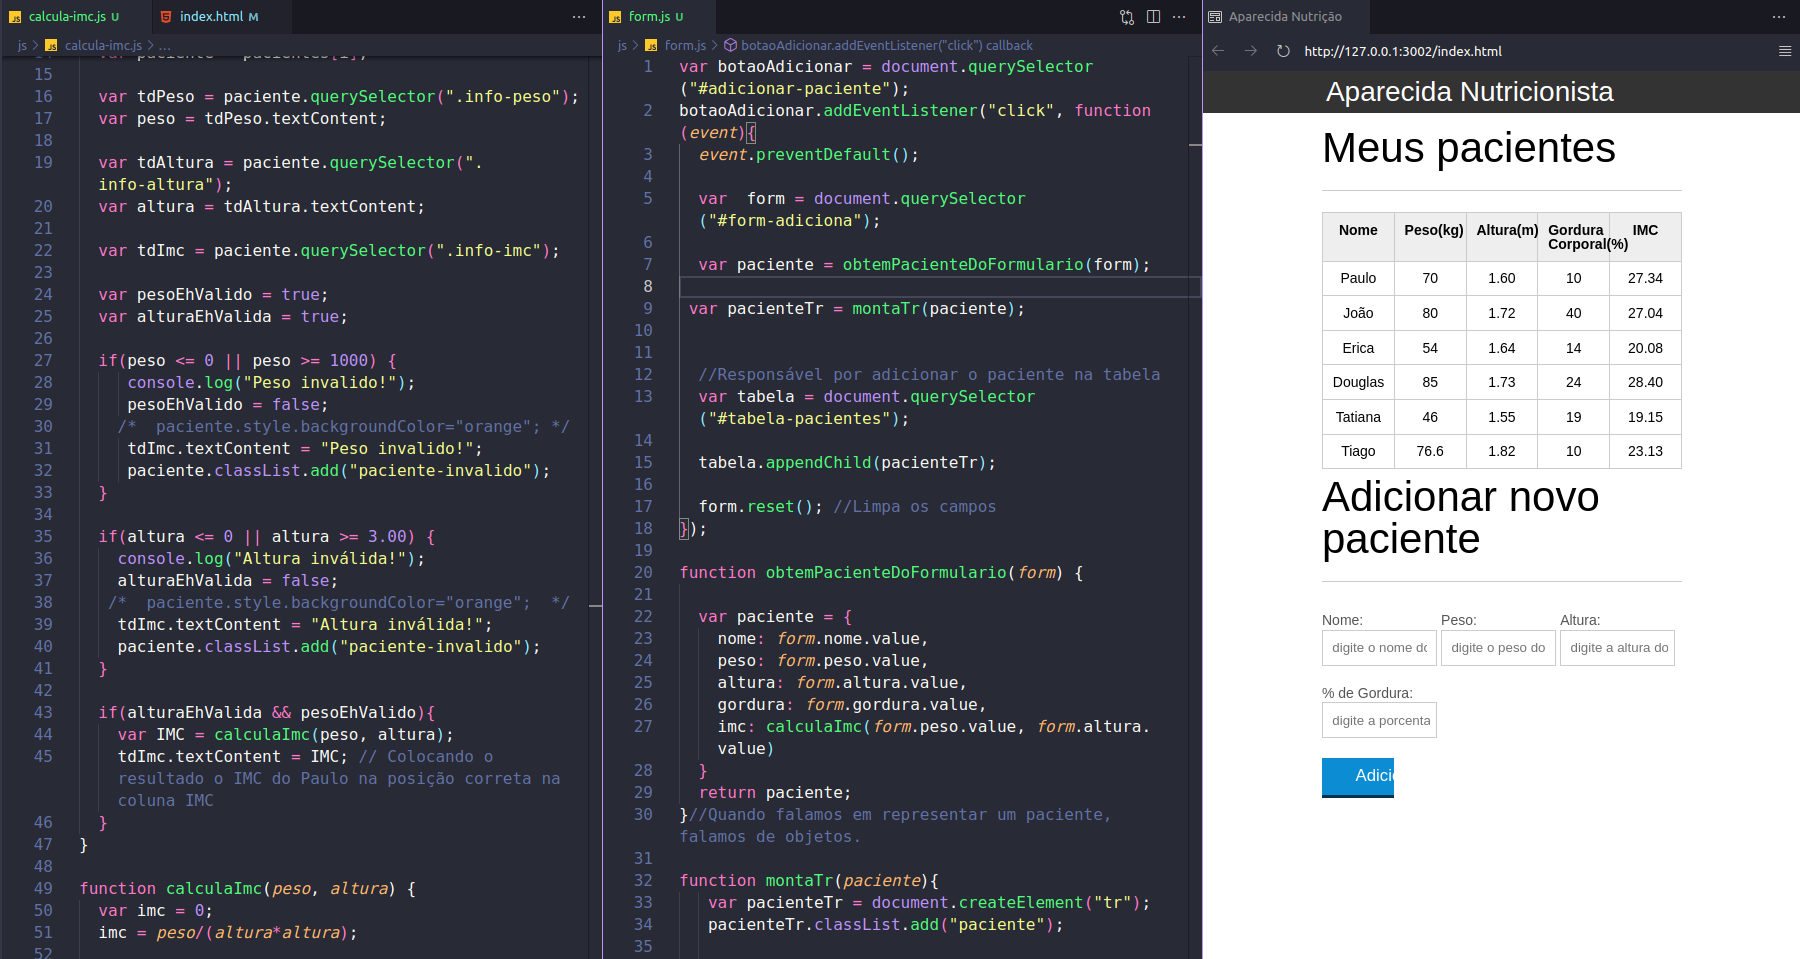 calcula-imc.js U
index.html M
js > calcula-imc.js > ...
15
16 var tdPeso = paciente.querySelector(".info-peso");
17 var peso = tdPeso.textContent;
18
19 var tdAltura = paciente.querySelector(".
info-altura");
20 var altura = tdAltura.textContent;
21
22 var tdImc = paciente.querySelector(".info-imc");
23
24 var pesoEhValido = true;
25 var alturaEhValida = true;
26
27 if(peso <= 0 || peso >= 1000) {
28 console.log("Peso invalido!");
29 pesoEhValido = false;
30 /*  paciente.style.backgroundColor="orange"; */
31 tdImc.textContent = "Peso invalido!";
32 paciente.classList.add("paciente-invalido");
33 }
34
35 if(altura <= 0 || altura >= 3.00) {
36 console.log("Altura inválida!");
37 alturaEhValida = false;
38 /*  paciente.style.backgroundColor="orange";  */
39 tdImc.textContent = "Altura inválida!";
40 paciente.classList.add("paciente-invalido");
41 }
42
43 if(alturaEhValida && pesoEhValido){
44 var IMC = calculaImc(peso, altura);
45 tdImc.textContent = IMC; // Colocando o
resultado o IMC do Paulo na posição correta na
coluna IMC
46 }
47 }
48
49 function calculaImc(peso, altura) {
50 var imc = 0;
51 imc = peso/(altura*altura);
52
form.js U
js > form.js > botaoAdicionar.addEventListener("click") callback
1 var botaoAdicionar = document.querySelector
("#adicionar-paciente");
2 botaoAdicionar.addEventListener("click", function
(event){
3 event.preventDefault();
4
5 var  form = document.querySelector
("#form-adiciona");
6
7 var paciente = obtemPacienteDoFormulario(form);
8
9 var pacienteTr = montaTr(paciente);
10
11
12 //Responsável por adicionar o paciente na tabela
13 var tabela = document.querySelector
("#tabela-pacientes");
14
15 tabela.appendChild(pacienteTr);
16
17 form.reset(); //Limpa os campos
18 });
19
20 function obtemPacienteDoFormulario(form) {
21
22 var paciente = {
23 nome: form.nome.value,
24 peso: form.peso.value,
25 altura: form.altura.value,
26 gordura: form.gordura.value,
27 imc: calculaImc(form.peso.value, form.altura.
value)
28 }
29 return paciente;
30 }//Quando falamos em representar um paciente,
falamos de objetos.
31
32 function montaTr(paciente){
33 var pacienteTr = document.createElement("tr");
34 pacienteTr.classList.add("paciente");
35
Aparecida Nutrição
http://127.0.0.1:3002/index.html
Aparecida Nutricionista
Meus pacientes
Nome Peso(kg) Altura(m) Gordura Corporal(%) IMC
Paulo 70 1.60 10 27.34
João 80 1.72 40 27.04
Erica 54 1.64 14 20.08
Douglas 85 1.73 24 28.40
Tatiana 46 1.55 19 19.15
Tiago 76.6 1.82 10 23.13
Adicionar novo
paciente
Nome: Peso: Altura:
digite o nome do digite o peso do digite a altura do
% de Gordura:
digite a porcenta
Adici